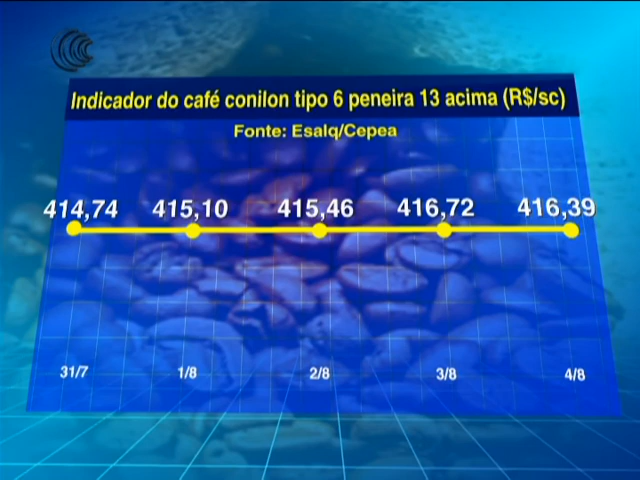 Indicador do café conilon tipo 6 peneira 13 acima (R$/sc)
Fonte: Esalq/Cepea
414,74 415,10 415,46 416,72 416,39
31/7 1/8 2/8 3/8 4/8